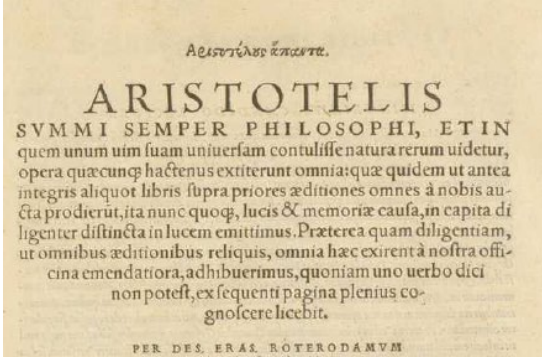 Ἀριστοτέλους ἅπαντα.
ARISTOTELIS
SVMMI SEMPER PHILOSOPHI, ET IN
quem unum uim ſuam uniuerſam contuliſſe natura rerum uidetur,
opera quæcunqꝫ hactenus extiterunt omnia: quæ quidem ut antea
integris aliquot libris ſupra priores æditiones omnes à nobis au-
cta prodierũt, ita nunc quoqꝫ, lucis & memoriæ cauſa, in capita di
ligenter diſtincta in lucem emittimus. Præterea quam diligentiam,
ut omnibus æditionibus reliquis, omnia hæc exirent à noſtra offi-
cina emendatiora, adhibuerimus, quoniam uno uerbo dici
non poteſt, ex ſequenti pagina plenius co-
gnoſcere licebit.
PER DES. ERAS. ROTERODAMVM